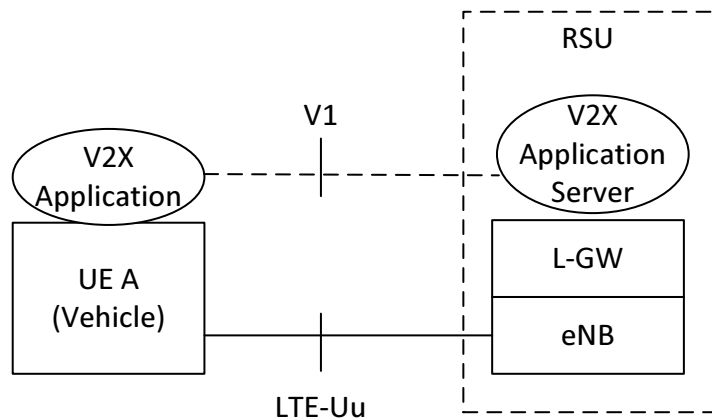 RSU
V1
V2X
Application
V2X
Application
Server
UE A
(Vehicle)
L-GW
eNB
LTE-Uu